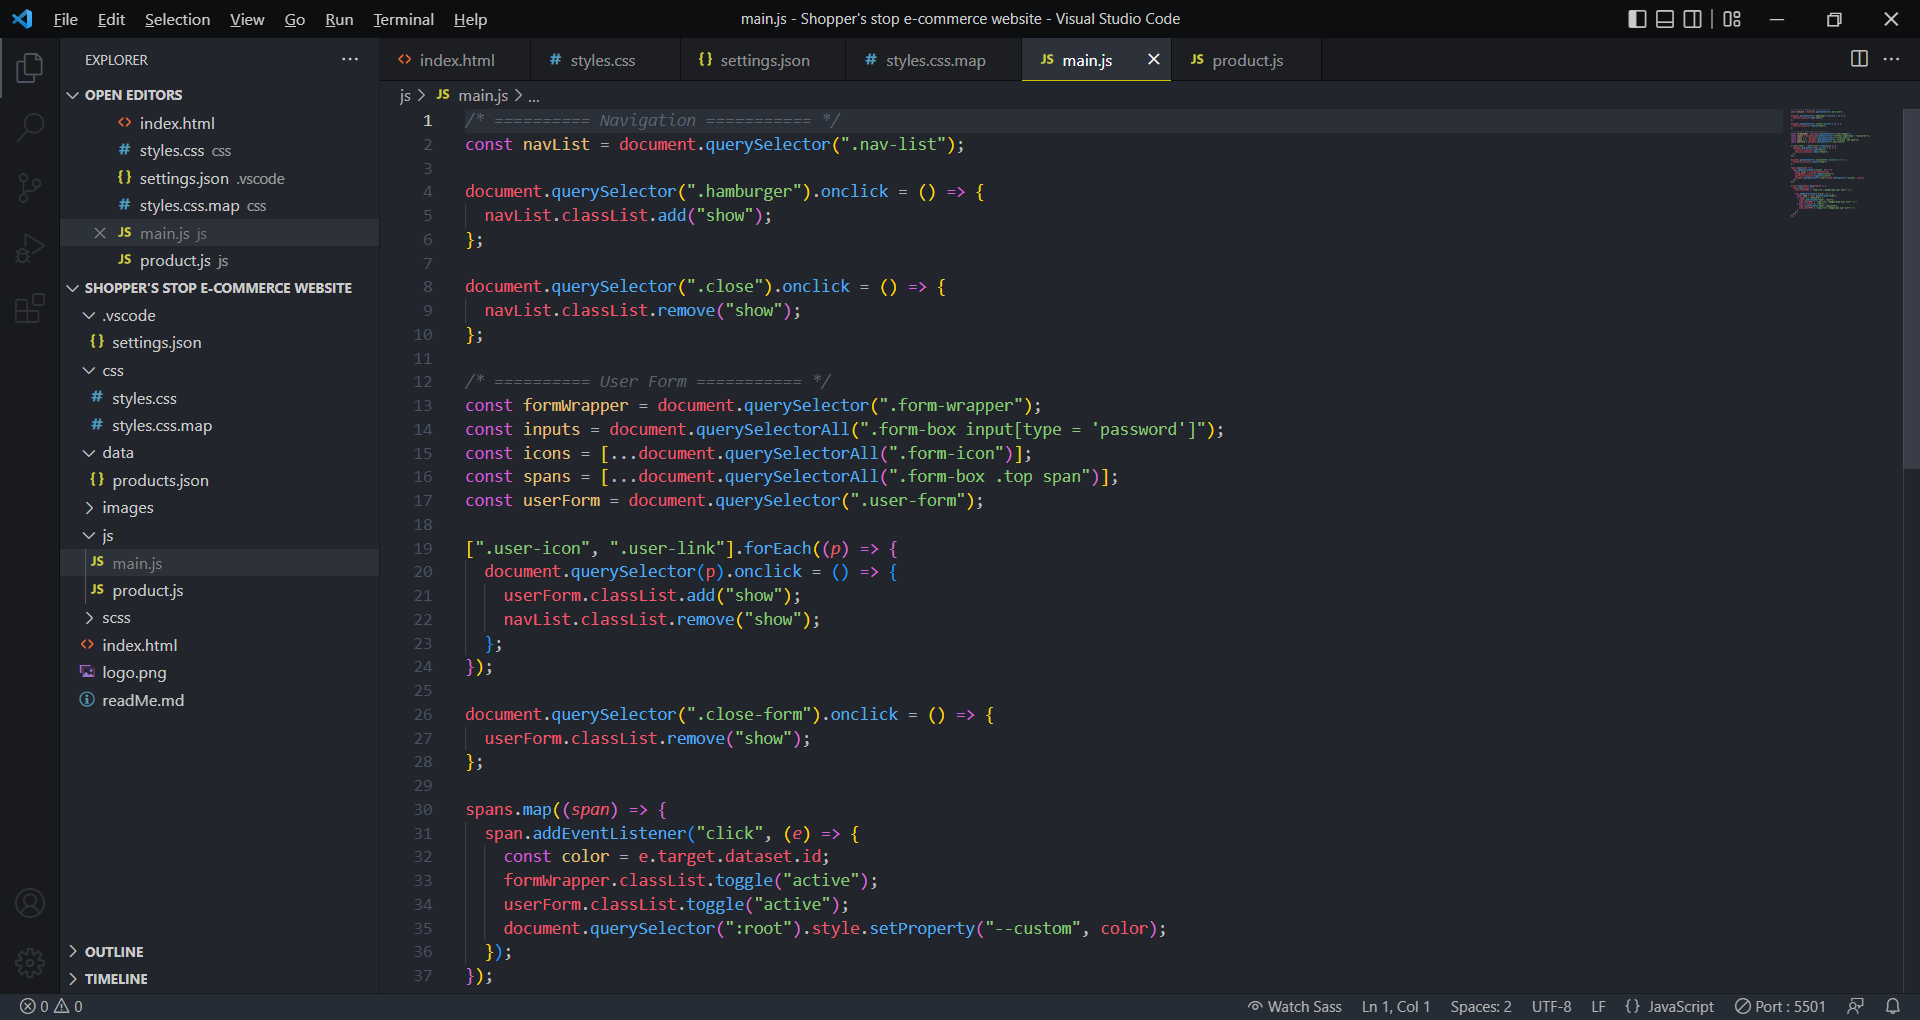 File Edit Selection View Go Run Terminal Help
main.js - Shopper's stop e-commerce website - Visual Studio Code
EXPLORER
OPEN EDITORS
index.html
styles.css css
settings.json .vscode
styles.css.map css
JS main.js js
JS product.js js
SHOPPER'S STOP E-COMMERCE WEBSITE
.vscode
settings.json
css
styles.css
styles.css.map
data
products.json
images
js
JS main.js
JS product.js
scss
index.html
logo.png
readMe.md
OUTLINE
TIMELINE
index.html
# styles.css
{} settings.json
# styles.css.map
JS main.js
JS product.js
js > JS main.js > ...
1 /* ========== Navigation =========== */
2 const navList = document.querySelector(".nav-list");
3
4 document.querySelector(".hamburger").onclick = () => {
5   navList.classList.add("show");
6 };
7
8 document.querySelector(".close").onclick = () => {
9   navList.classList.remove("show");
10 };
11
12 /* ========== User Form =========== */
13 const formWrapper = document.querySelector(".form-wrapper");
14 const inputs = document.querySelectorAll(".form-box input[type = 'password']");
15 const icons = [...document.querySelectorAll(".form-icon")];
16 const spans = [...document.querySelectorAll(".form-box .top span")];
17 const userForm = document.querySelector(".user-form");
18
19 [".user-icon", ".user-link"].forEach((p) => {
20   document.querySelector(p).onclick = () => {
21     userForm.classList.add("show");
22     navList.classList.remove("show");
23   };
24 });
25
26 document.querySelector(".close-form").onclick = () => {
27   userForm.classList.remove("show");
28 };
29
30 spans.map((span) => {
31   span.addEventListener("click", (e) => {
32     const color = e.target.dataset.id;
33     formWrapper.classList.toggle("active");
34     userForm.classList.toggle("active");
35     document.querySelector(":root").style.setProperty("--custom", color);
36   });
37 });
0 0
Watch Sass Ln 1, Col 1 Spaces: 2 UTF-8 LF {} JavaScript Port : 5501